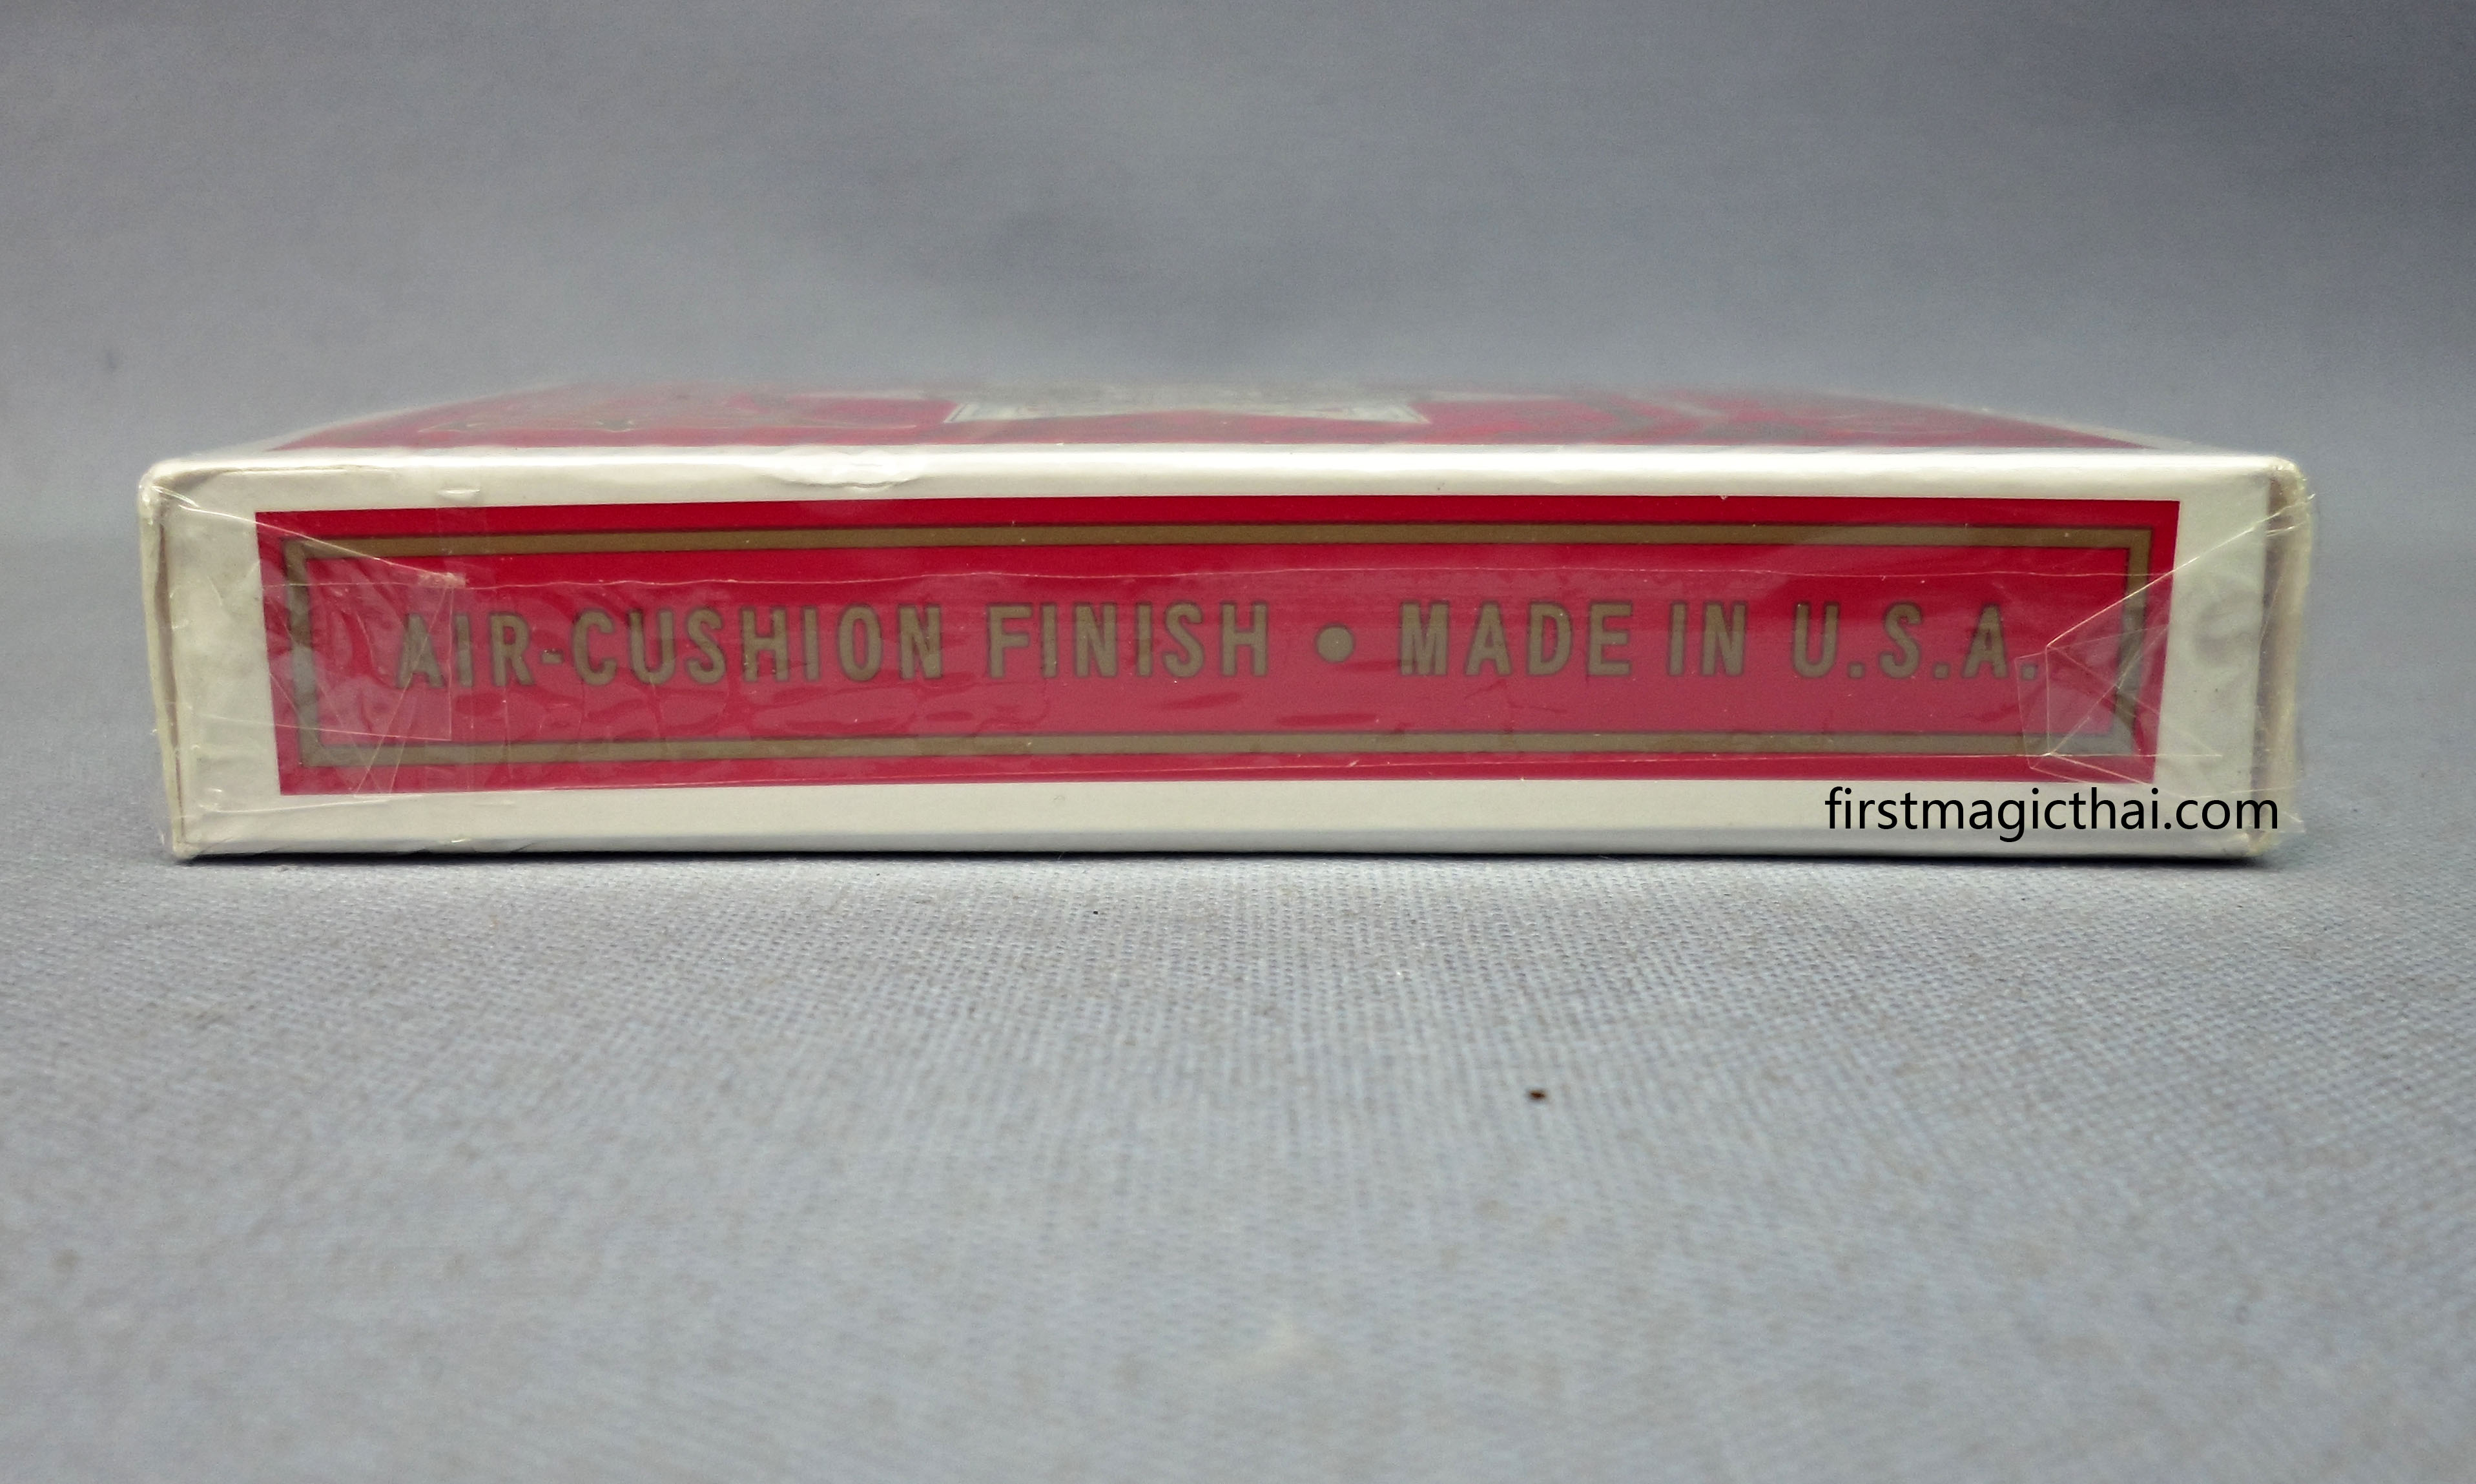 AIR-CUSHION FINISH • MADE IN U.S.A.
firstmagicthai.com